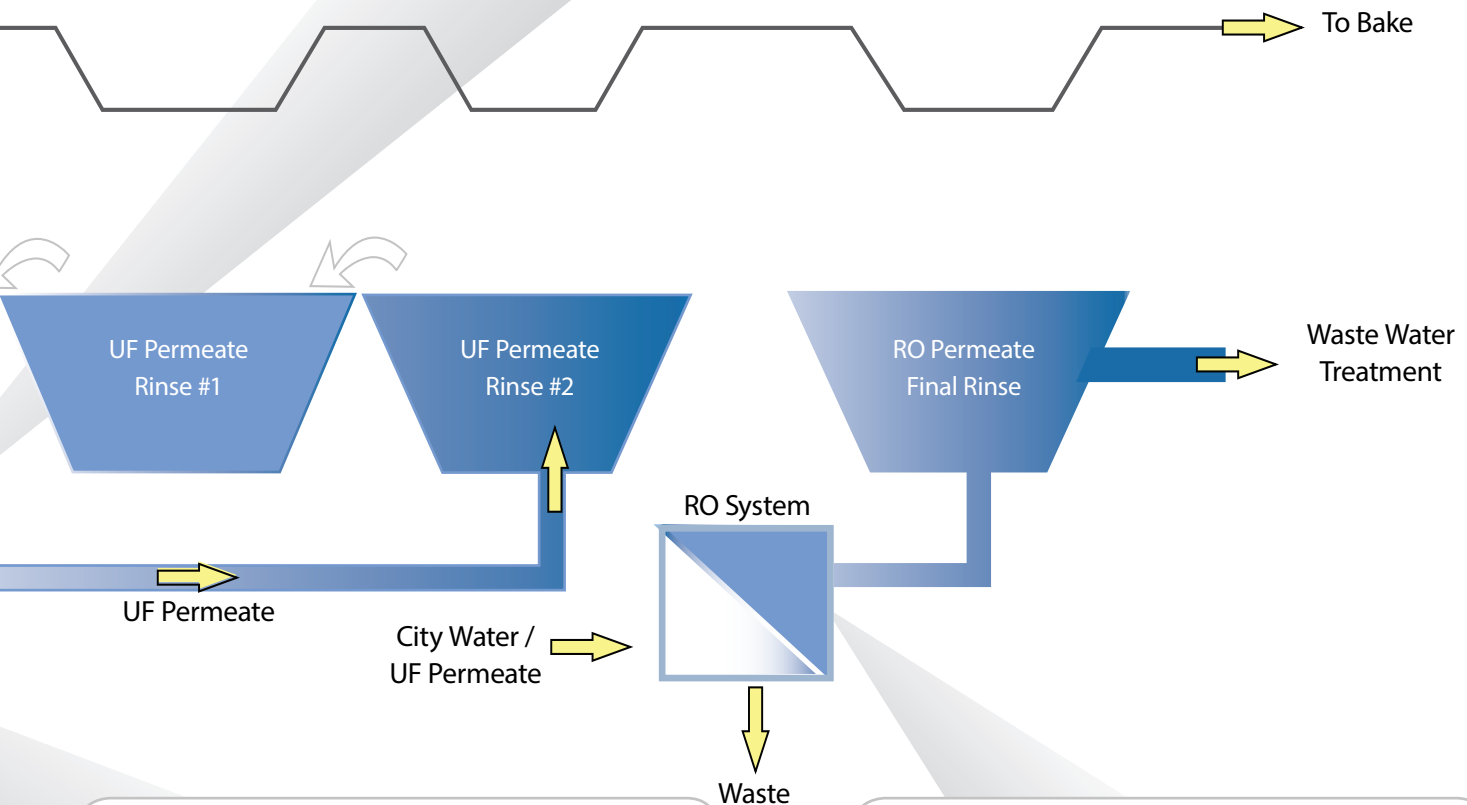 To Bake
UF Permeate
Rinse #1
UF Permeate
Rinse #2
RO Permeate
Final Rinse
Waste Water
Treatment
RO System
UF Permeate
City Water /
UF Permeate
Waste